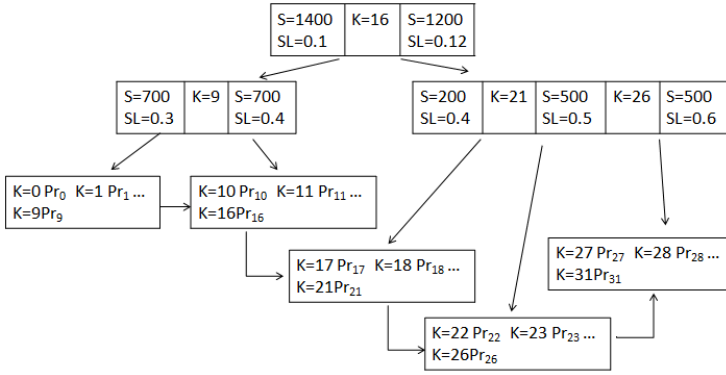 S=1400 K=16 S=1200
SL=0.1 SL=0.12
S=700 K=9 S=700
SL=0.3 SL=0.4
S=200 K=21 S=500 K=26 S=500
SL=0.4 SL=0.5 SL=0.6
K=0 Pr₀ K=1 Pr₁ ...
K=9Pr₉
K=10 Pr₁₀ K=11 Pr₁₁ ...
K=16Pr₁₆
K=17 Pr₁₇ K=18 Pr₁₈ ...
K=21Pr₂₁
K=27 Pr₂₇ K=28 Pr₂₈ ...
K=31Pr₃₁
K=22 Pr₂₂ K=23 Pr₂₃ ...
K=26Pr₂₆